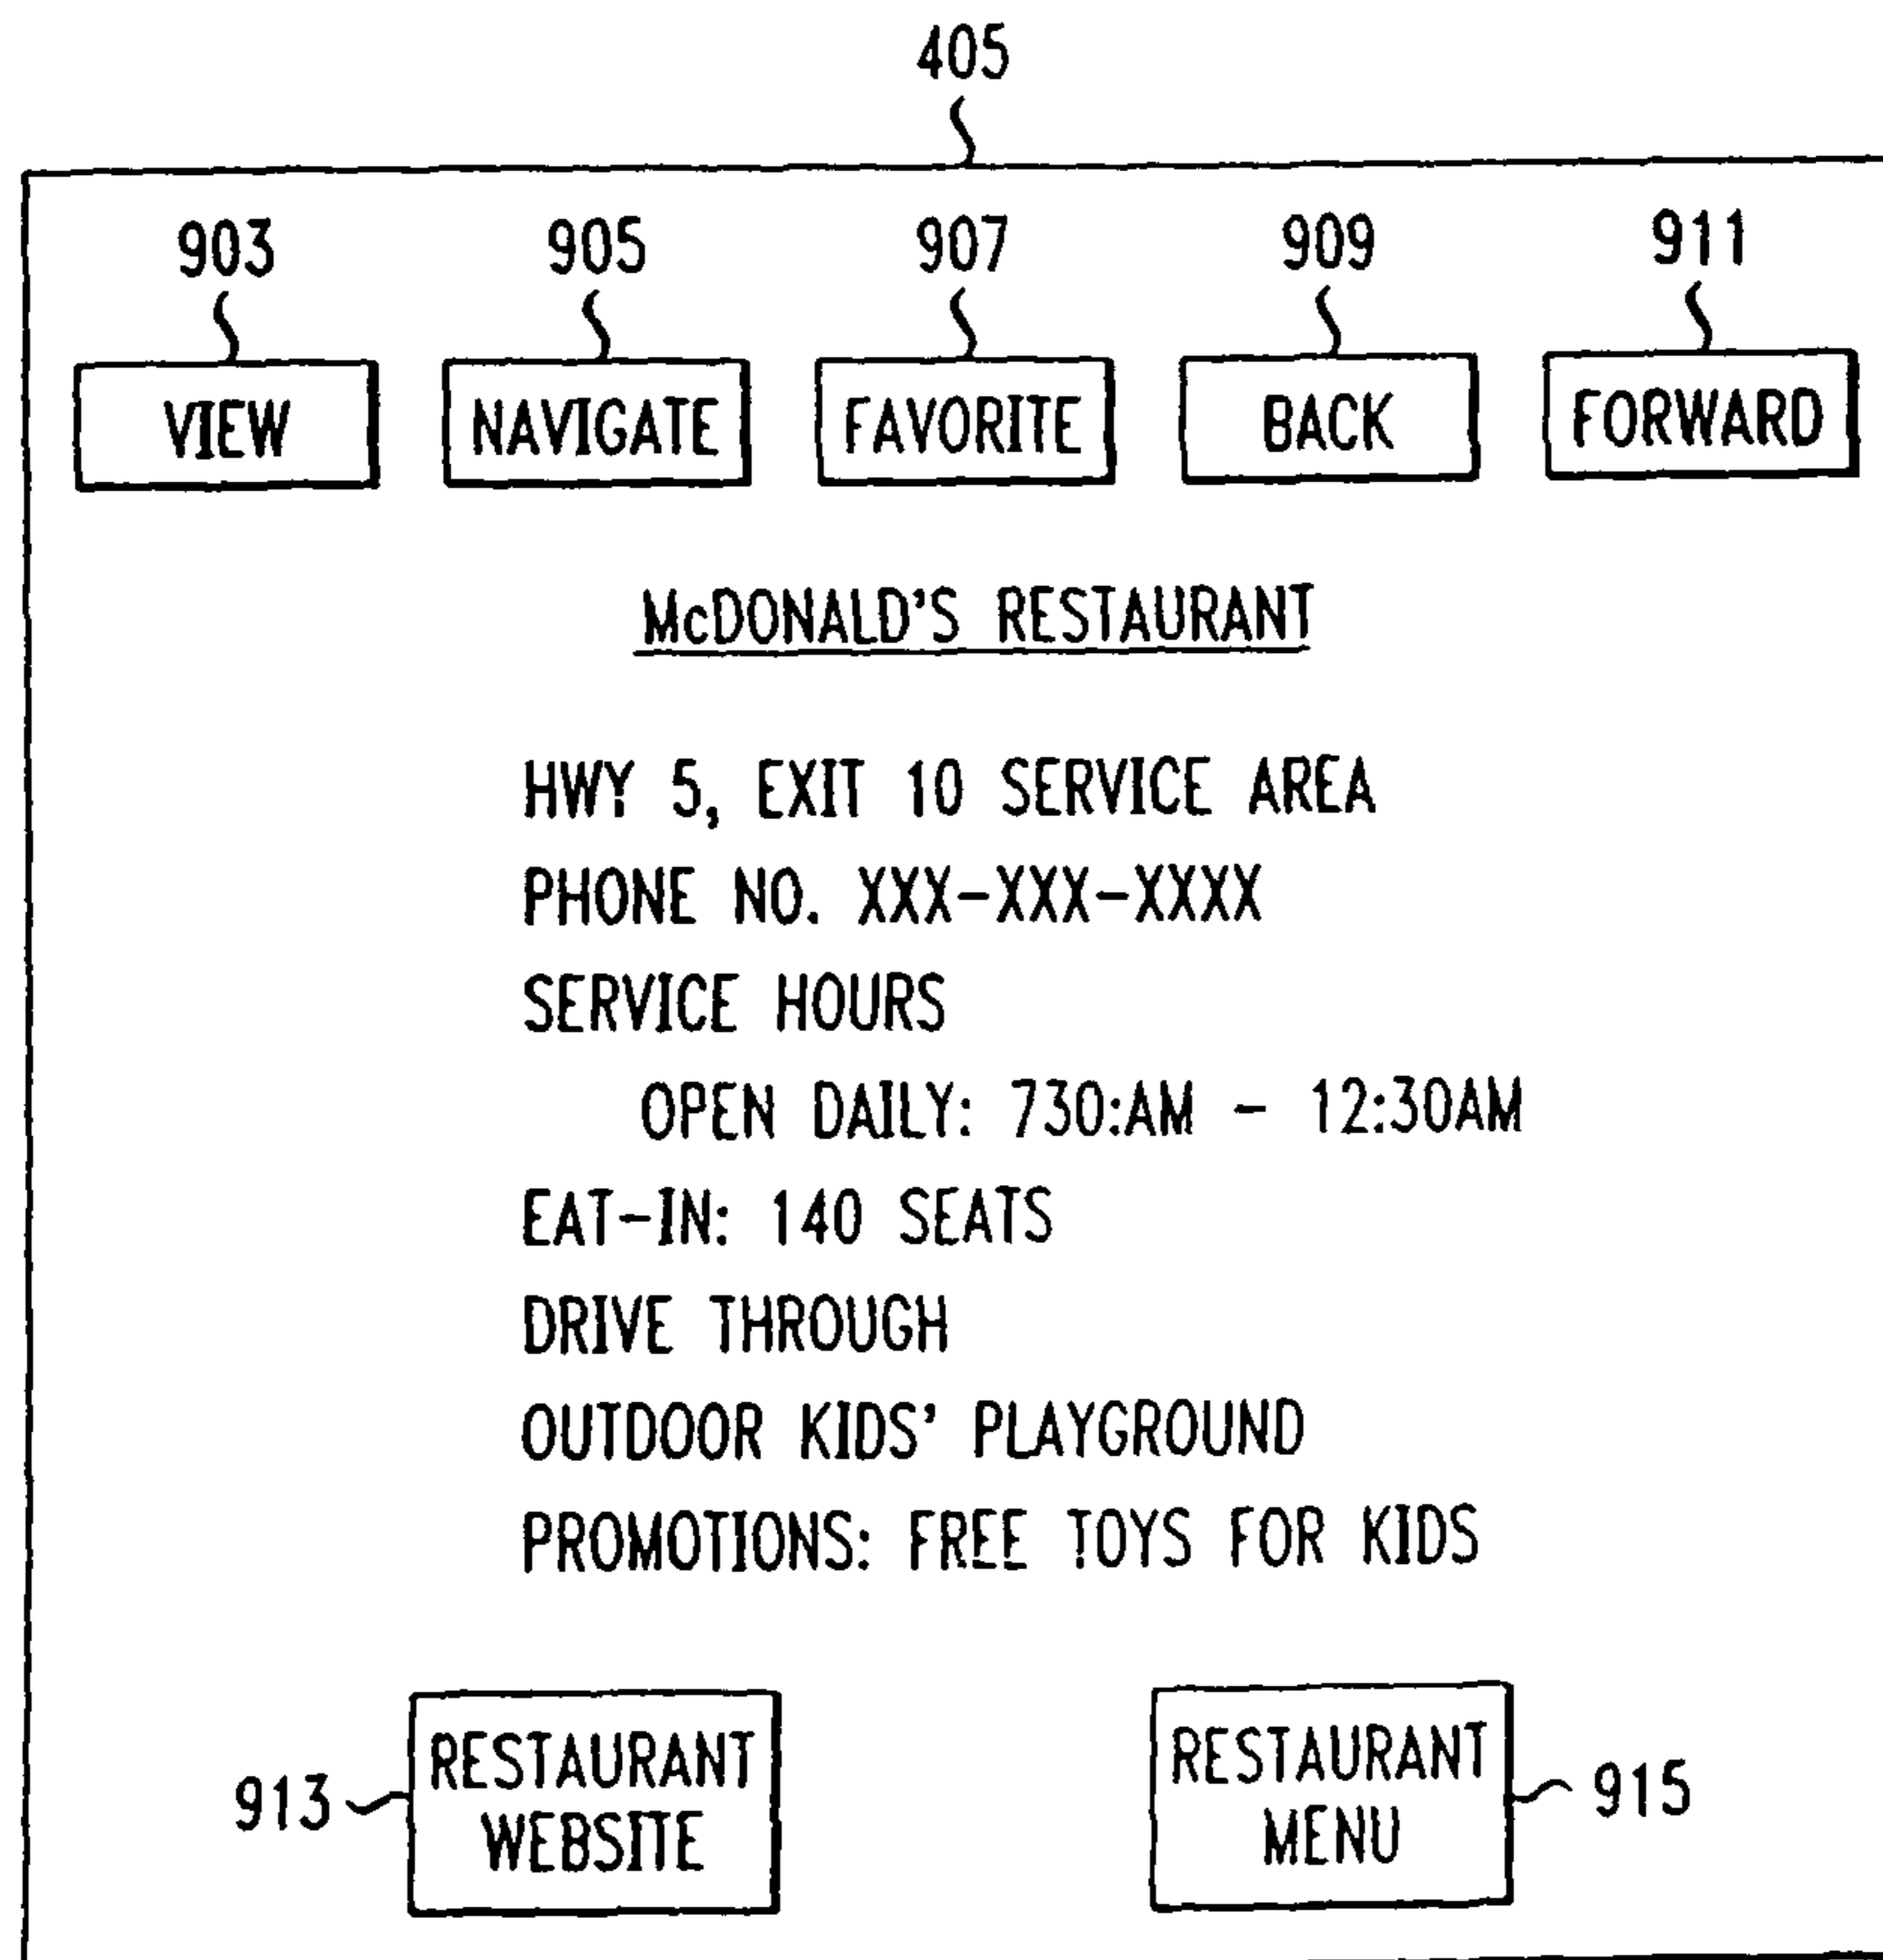 405
903 905 907 909 911
VIEW NAVIGATE FAVORITE BACK FORWARD
McDONALD'S RESTAURANT
HWY 5, EXIT 10 SERVICE AREA
PHONE NO. XXX-XXX-XXXX
SERVICE HOURS
OPEN DAILY: 730:AM - 12:30AM
EAT-IN: 140 SEATS
DRIVE THROUGH
OUTDOOR KIDS' PLAYGROUND
PROMOTIONS: FREE TOYS FOR KIDS
913
RESTAURANT
WEBSITE
RESTAURANT
MENU
915